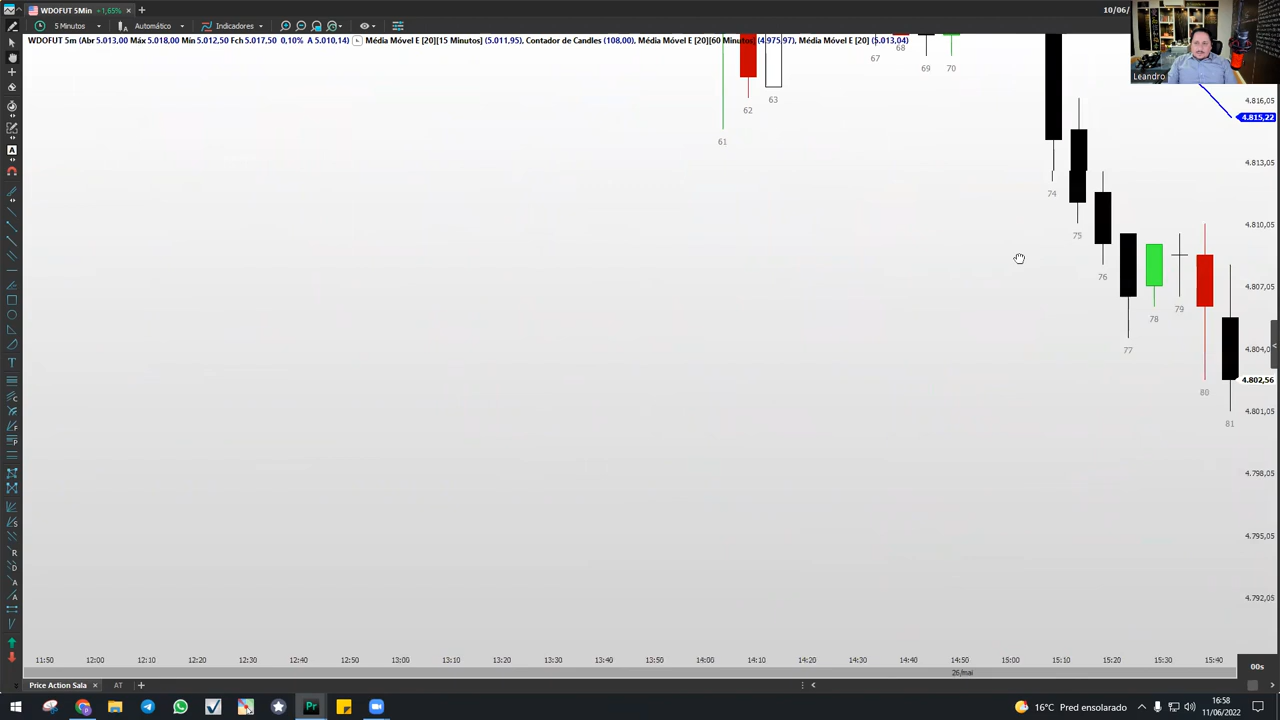 WDOFUT 5Min +1,65% × +
10/06/
5 Minutos Automático Indicadores
WDOFUT 5m (Abr 5.013,00 Máx 5.018,00 Min 5.012,50 Fch 5.017,50 0,10% A 5.010,14) Média Móvel E [20][15 Minutos] (5.011,95), Contador de Candles (108,00), Média Móvel E [20][60 Minutos] (4.975,97), Média Móvel E [20] (5.013,04)
Leandro
67 68 69 70
61 62 63
74 75 76 77 78 79 80 81
4.816,05
4.815,22
4.813,05
4.810,05
4.807,05
4.804,05
4.802,56
4.801,05
4.798,05
4.795,05
4.792,05
11:50 12:00 12:10 12:20 12:30 12:40 12:50 13:00 13:10 13:20 13:30 13:40 13:50 14:00 14:10 14:20 14:30 14:40 14:50 15:00 15:10 15:20 15:30 15:40
26/mai
00s
Price Action Sala × AT +
Pr
16°C Pred ensolarado
16:58
11/06/2022